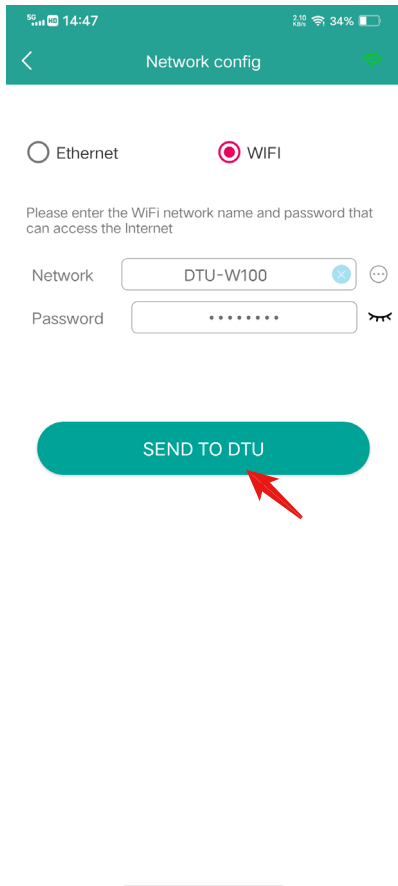 5G HD 14:47 2.10 KB/s 34%
Network config
Ethernet WIFI
Please enter the WiFi network name and password that
can access the Internet
Network DTU-W100
Password ••••••••
SEND TO DTU